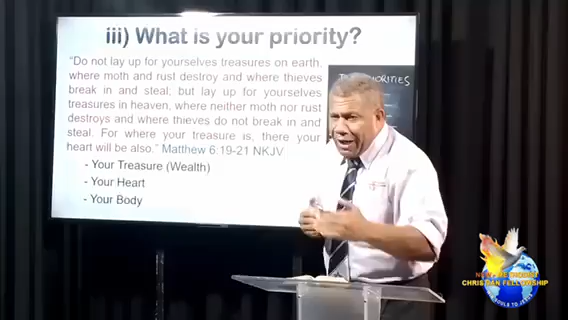 iii) What is your priority?
"Do not lay up for yourselves treasures on earth,
where moth and rust destroy and where thieves
break in and steal; but lay up for yourselves
treasures in heaven, where neither moth nor rust
destroys and where thieves do not break in and
steal. For where your treasure is, there your
heart will be also." Matthew 6:19-21 NKJV
- Your Treasure (Wealth)
- Your Heart
- Your Body
CHRISTIAN FELLOWSHIP